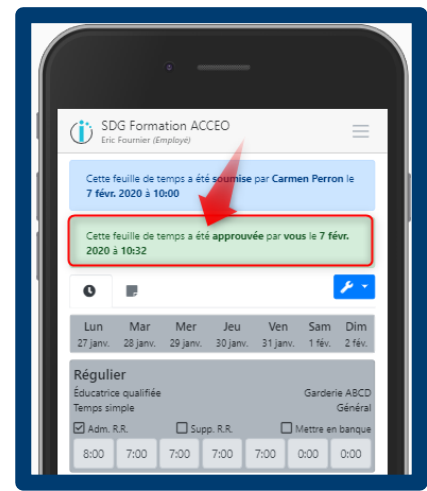 SDG Formation ACCEO
Eric Fournier (Employé)
Cette feuille de temps a été soumise par Carmen Perron le
7 févr. 2020 à 10:00
Cette feuille de temps a été approuvée par vous le 7 févr.
2020 à 10:32
Lun Mar Mer Jeu Ven Sam Dim
27 janv. 28 janv. 29 janv. 30 janv. 31 janv. 1 fév. 2 fév.
Régulier
Éducatrice qualifiée Garderie ABCD
Temps simple Général
Adm. R.R. Supp. R.R. Mettre en banque
8:00 7:00 7:00 7:00 7:00 0:00 0:00